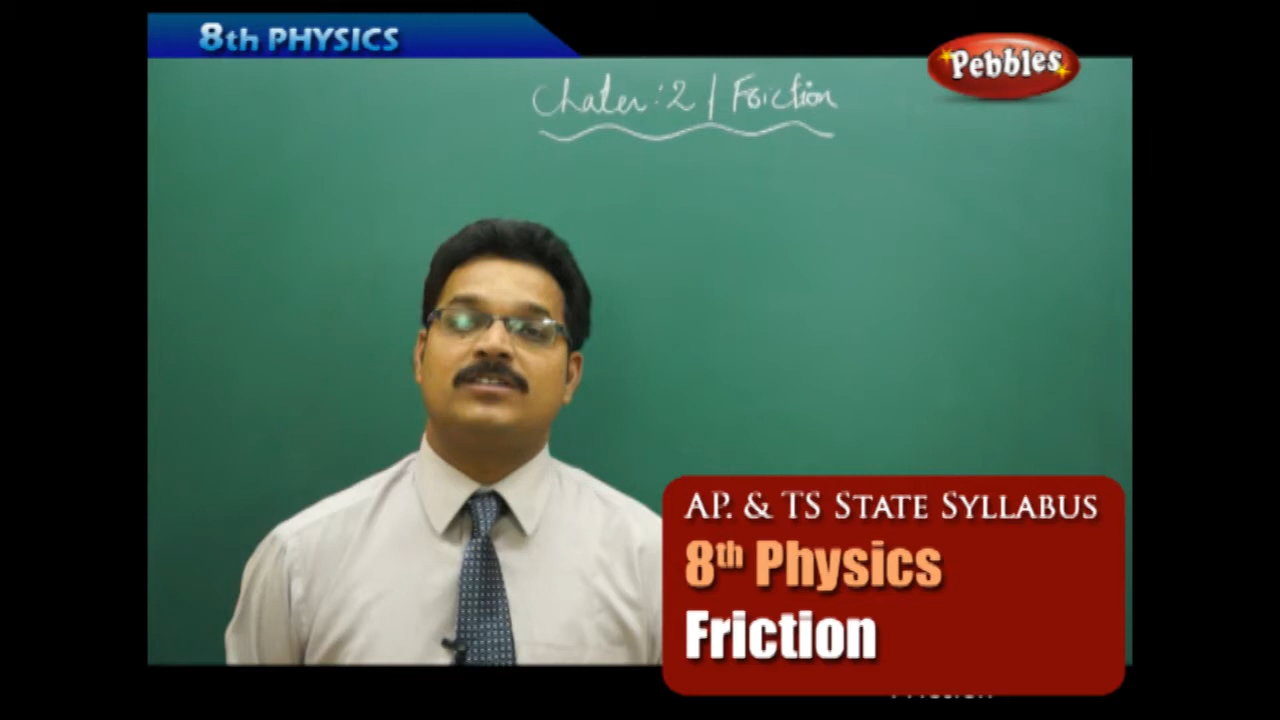 8th PHYSICS
Pebbles
Chater: 2 / Friction
AP. & TS STATE SYLLABUS
8th Physics
Friction